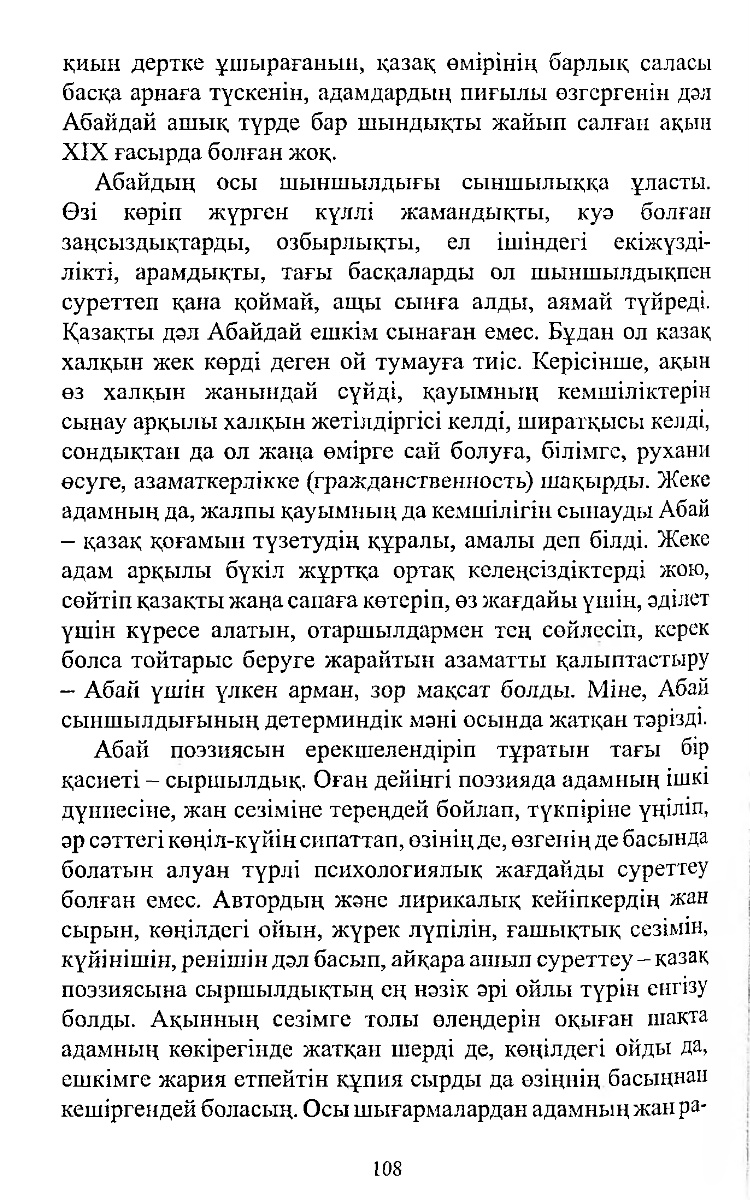 қиын дертке ұшырағанын, қазақ өмірінің барлық саласы
басқа арнаға түскенін, адамдардың пиғылы өзгергенін дәл
Абайдай ашық түрде бар шындықты жайып салған ақын
XIX ғасырда болған жоқ.
Абайдың осы шыншылдығы сыншылыққа ұласты.
Өзі көріп жүрген күллі жамандықты, куә болған
заңсыздықтарды, озбырлықты, ел ішіндегі екіжүзді-
лікті, арамдықты, тағы басқаларды ол шыншылдықпен
суреттеп қана қоймай, ащы сынға алды, аямай түйреді.
Қазақты дәл Абайдай ешкім сынаған емес. Бұдан ол казақ
халқын жек көрді деген ой тумауға тиіс. Керісінше, ақын
өз халқын жанындай сүйді, қауымның кемшіліктерін
сынау арқылы халқын жетілдіргісі келді, ширатқысы келді,
сондықтан да ол жаңа өмірге сай болуға, білімге, рухани
өсуге, азаматкерлікке (гражданственность) шақырды. Жеке
адамның да, жалпы қауымның да кемшілігін сынауды Абай
– қазақ қоғамын түзетудің құралы, амалы деп білді. Жеке
адам арқылы бүкіл жұртқа ортақ келеңсіздіктерді жою,
сөйтіп қазақты жаңа сапаға көтеріп, өз жағдайы үшін, әділет
үшін күресе алатын, отаршылдармен тең сөйлесіп, керек
болса тойтарыс беруге жарайтын азаматты қалыптастыру
– Абай үшін үлкен арман, зор мақсат болды. Міне, Абай
сыншылдығының детерминдік мәні осында жатқан тәрізді.
Абай поэзиясын ерекшелендіріп тұратын тағы бір
қасиеті – сыршылдық. Оған дейінгі поэзияда адамның ішкі
дүниесіне, жан сезіміне тереңдей бойлап, түкпіріне үңіліп,
әр сәттегі көңіл-күйін сипаттап, өзінің де, өзгенің де басында
болатын алуан түрлі психологиялық жағдайды суреттеу
болған емес. Автордың және лирикалық кейіпкердің жан
сырын, көңілдегі ойын, жүрек лүпілін, ғашықтық сезімін,
күйінішін, ренішін дәл басып, айқара ашып суреттеу – қазақ
поэзиясына сыршылдықтың ең нәзік әрі ойлы түрін енгізу
болды. Ақынның сезімге толы өлеңдерін оқыған шақта
адамның көкірегінде жатқан шерді де, көңілдегі ойды да,
ешкімге жария етпейтін құпия сырды да өзіңнің басыңнан
кешіргендей боласың. Осы шығармалардан адамның жан ра-
108